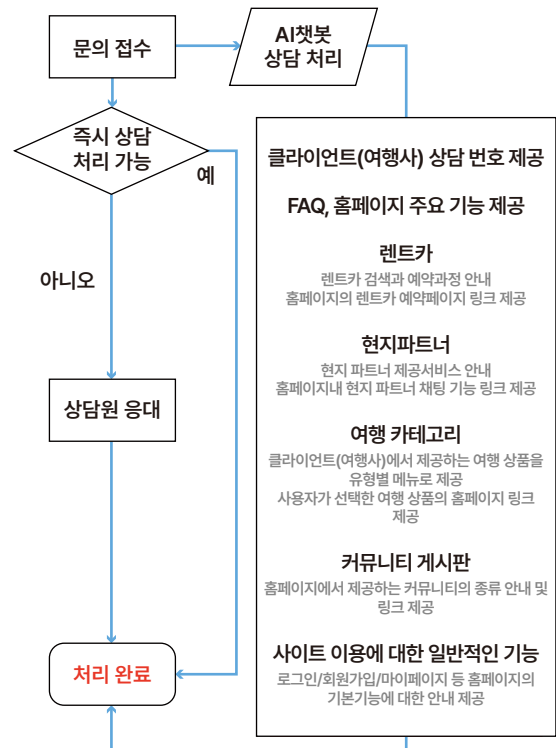 문의 접수
AI챗봇
상담 처리
즉시 상담
처리 가능
예
아니오
상담원 응대
처리 완료
클라이언트(여행사) 상담 번호 제공
FAQ, 홈페이지 주요 기능 제공
렌트카
렌트카 검색과 예약과정 안내
홈페이지의 렌트카 예약페이지 링크 제공
현지파트너
현지 파트너 제공서비스 안내
홈페이지내 현지 파트너 채팅 기능 링크 제공
여행 카테고리
클라이언트(여행사)에서 제공하는 여행 상품을
유형별 메뉴로 제공
사용자가 선택한 여행 상품의 홈페이지 링크
제공
커뮤니티 게시판
홈페이지에서 제공하는 커뮤니티의 종류 안내 및
링크 제공
사이트 이용에 대한 일반적인 기능
로그인/회원가입/마이페이지 등 홈페이지의
기본기능에 대한 안내 제공